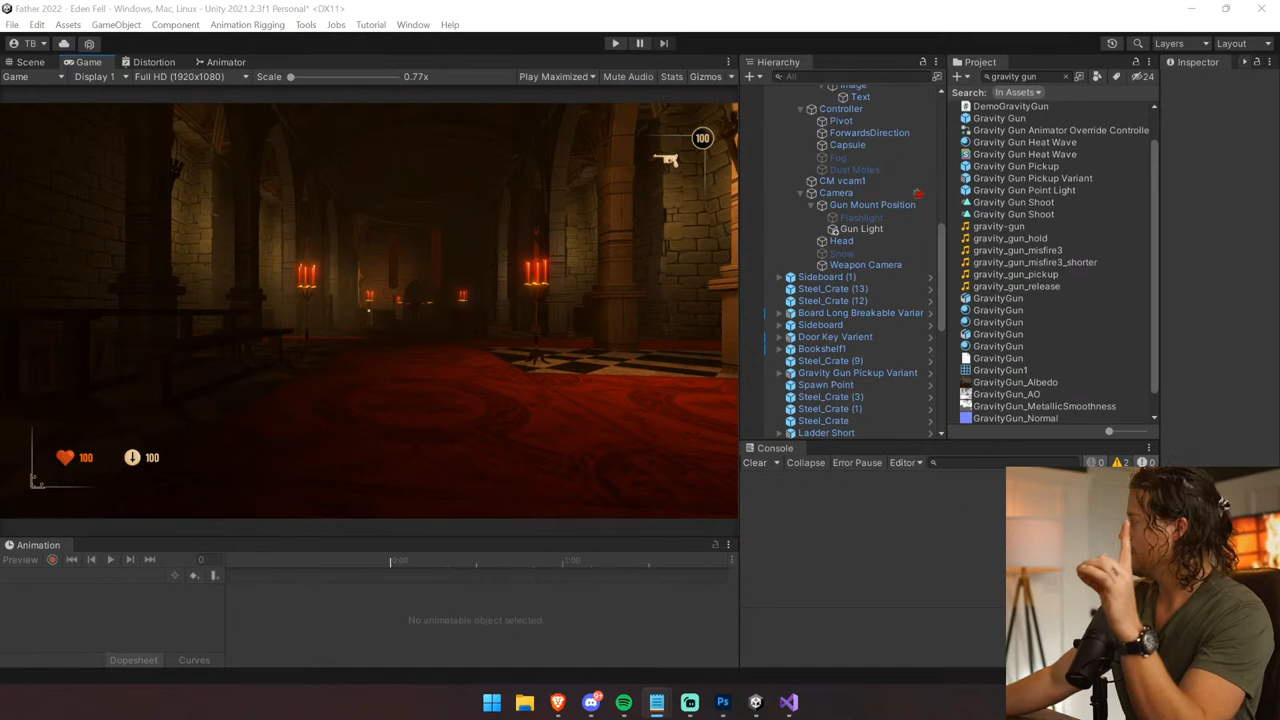 Father 2022 - Eden Fell - Windows, Mac, Linux - Unity 2021.2.3f1 Personal* <DX11>
File Edit Assets GameObject Component Animation Rigging Tools Jobs Tutorial Window Help
TB Layers Layout
Scene Game Distortion Animator
Game Display 1 Full HD (1920x1080) Scale 0.77x Play Maximized Mute Audio Stats Gizmos
100
100 100
Hierarchy
All
Image
Text
Controller
Pivot
ForwardsDirection
Capsule
Fog
Dust Motes
CM vcam1
Camera
Gun Mount Position
Flashlight
Gun Light
Head
Snow
Weapon Camera
Sideboard (1)
Steel_Crate (13)
Steel_Crate (12)
Board Long Breakable Varian
Sideboard
Door Key Varient
Bookshelf1
Steel_Crate (9)
Gravity Gun Pickup Variant
Spawn Point
Steel_Crate (3)
Steel_Crate (1)
Steel_Crate
Ladder Short
Project
gravity gun 24
Search: In Assets
DemoGravityGun
Gravity Gun
Gravity Gun Animator Override Controlle
Gravity Gun Heat Wave
Gravity Gun Heat Wave
Gravity Gun Pickup
Gravity Gun Pickup Variant
Gravity Gun Point Light
Gravity Gun Shoot
Gravity Gun Shoot
gravity-gun
gravity_gun_hold
gravity_gun_misfire3
gravity_gun_misfire3_shorter
gravity_gun_pickup
gravity_gun_release
GravityGun
GravityGun
GravityGun
GravityGun
GravityGun
GravityGun
GravityGun1
GravityGun_Albedo
GravityGun_AO
GravityGun_MetallicSmoothness
GravityGun_Normal
Inspector
Console
Clear Collapse Error Pause Editor 0 2 0
Animation
Preview 0 0:00 1:00
No animatable object selected.
Dopesheet Curves